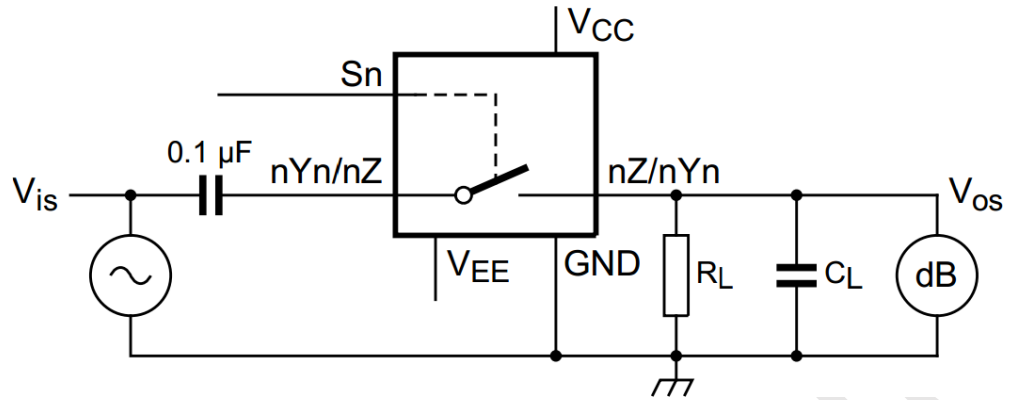 VCC
Sn
0.1 µF
nYn/nZ
nZ/nYn
Vis
Vos
VEE
GND
RL
CL
dB